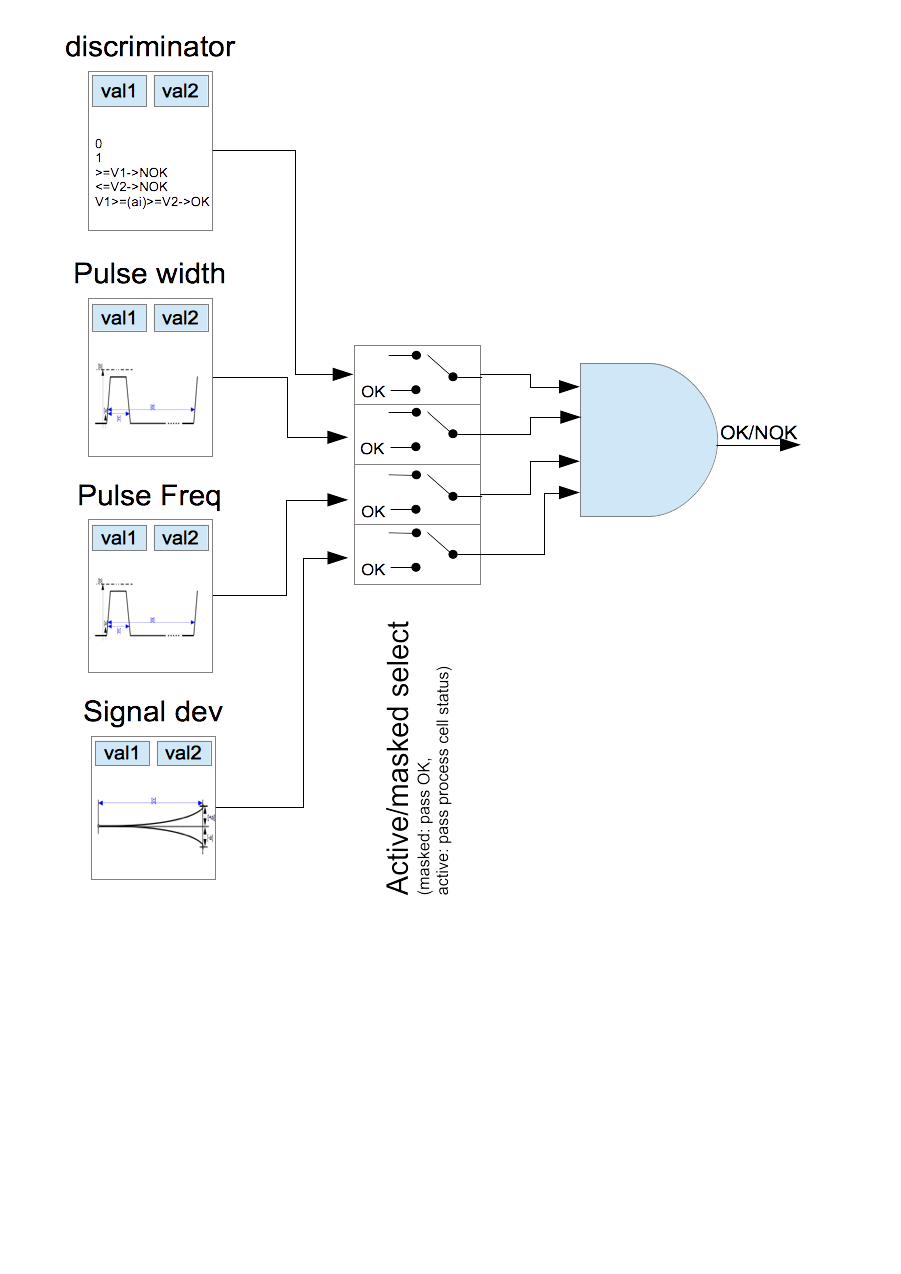 discriminator
val1 val2
0
1
>=V1->NOK
<=V2->NOK
V1>=(ai)>=V2->OK
Pulse width
val1 val2
Pulse Freq
val1 val2
Signal dev
val1 val2
OK
OK
OK
OK
OK/NOK
Active/masked select
(masked: pass OK,
active: pass process cell status)